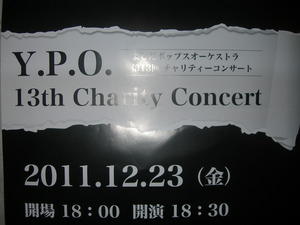 Y.P.O.
ポップスオーケストラ
チャリティーコンサート
13th Charity Concert
2011.12.23（金）
開場 18：00 開演 18：30